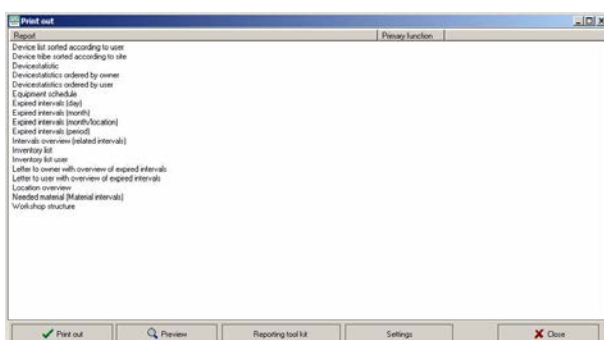 Print out
Report Primary function
Device list sorted according to user
Device tribe sorted according to site
Devicestatistic
Devicestatistics ordered by owner
Devicestatistics ordered by user
Equipment schedule
Expired intervals (day)
Expired intervals (month)
Expired intervals (month/location)
Expired intervals (period)
Intervals overview (related intervals)
Inventory list
Inventory list user
Letter to owner with overview of expired intervals
Letter to user with overview of expired intervals
Location overview
Needed material (Material intervals)
Workshop structure
Print out Preview Reporting tool kit Settings Close